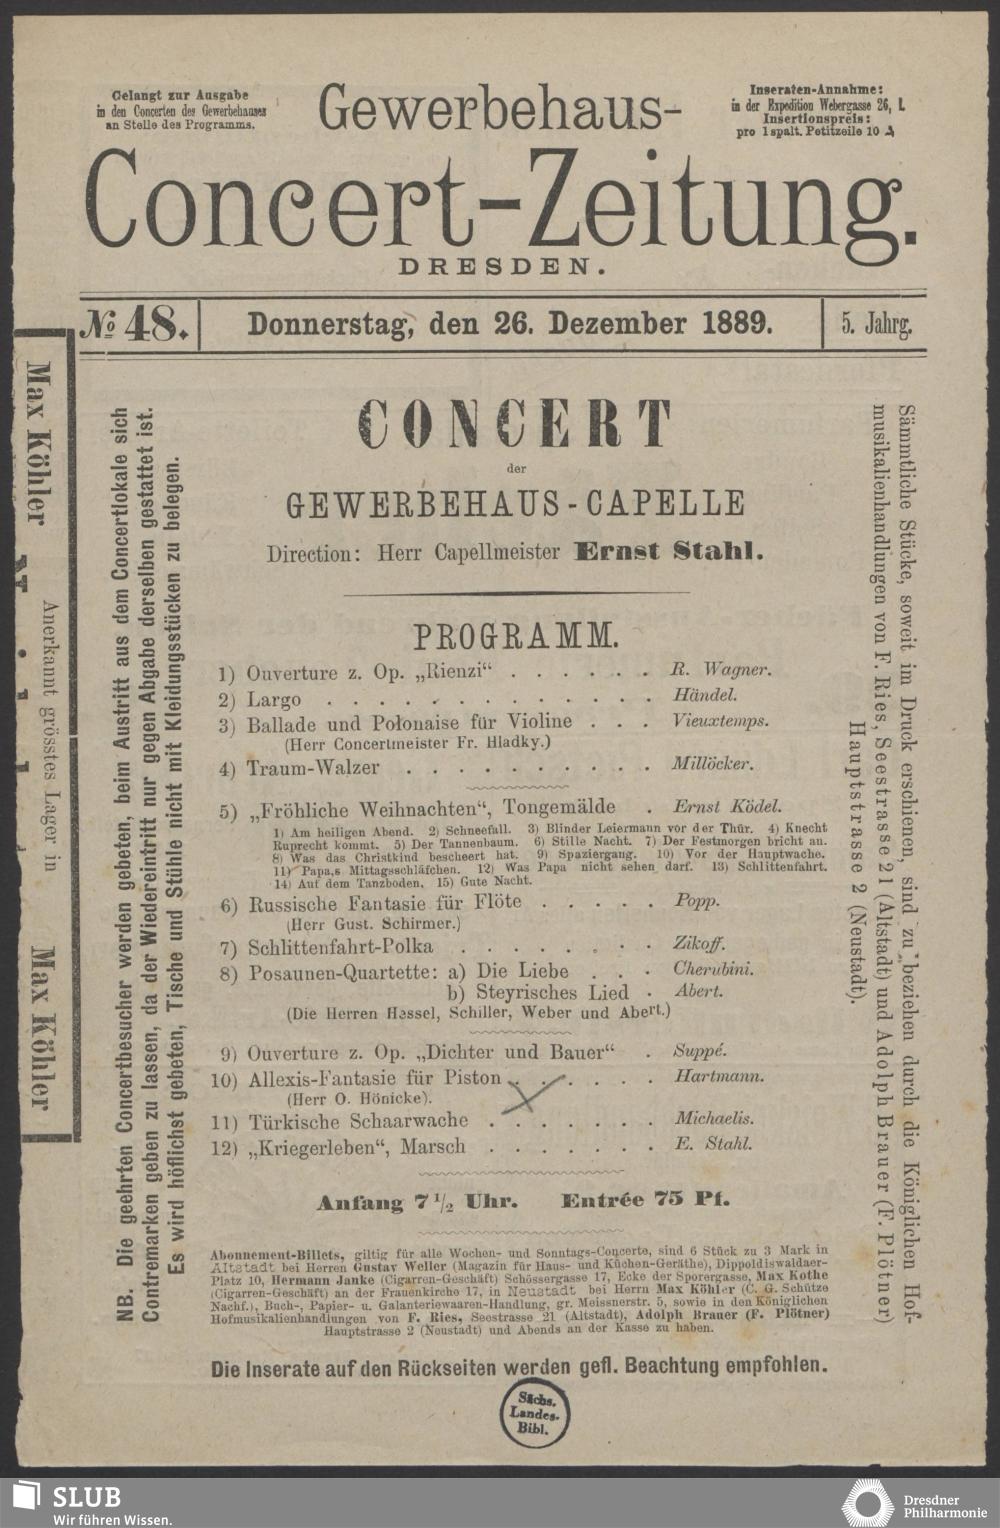 Gelangt zur Ausgabe
in den Concerten des Gewerbehauses
an Stelle des Programms.
Gewerbehaus-
Inseraten-Annahme:
in der Expedition Webergasse 26, I.
Insertionspreis:
pro 1 spalt. Petitzeile 10 ₰
Concert-Zeitung.
DRESDEN.
No 48.
Donnerstag, den 26. Dezember 1889.
5. Jahrg.
Max Köhler
Anerkannt grösstes Lager in
Max Köhler
NB. Die geehrten Concertbesucher werden gebeten, beim Austritt aus dem Concertlokale sich
Contremarken geben zu lassen, da der Wiedereintritt nur gegen Abgabe derselben gestattet ist.
Es wird höflichst gebeten, Tische und Stühle nicht mit Kleidungsstücken zu belegen.
CONCERT
der
GEWERBEHAUS-CAPELLE
Direction: Herr Capellmeister Ernst Stahl.
PROGRAMM.
1) Ouverture z. Op. „Rienzi“ . . . . . . R. Wagner.
2) Largo . . . . . . . . . . . . . . Händel.
3) Ballade und Polonaise für Violine . . . Vieuxtemps.
(Herr Concertmeister Fr. Hladky.)
4) Traum-Walzer . . . . . . . . . . Millöcker.
5) „Fröhliche Weihnachten“, Tongemälde . Ernst Ködel.
1) Am heiligen Abend. 2) Schneefall. 3) Blinder Leiermann vor der Thür. 4) Knecht
Ruprecht kommt. 5) Der Tannenbaum. 6) Stille Nacht. 7) Der Festmorgen bricht an.
8) Was das Christkind bescheert hat. 9) Spaziergang. 10) Vor der Hauptwache.
11) Papa,s Mittagsschläfchen. 12) Was Papa nicht sehen darf. 13) Schlittenfahrt.
14) Auf dem Tanzboden. 15) Gute Nacht.
6) Russische Fantasie für Flöte . . . . . Popp.
(Herr Gust. Schirmer.)
7) Schlittenfahrt-Polka . . . . . . . . Zikoff.
8) Posaunen-Quartette: a) Die Liebe . . . Cherubini.
b) Steyrisches Lied . Abert.
(Die Herren Hessel, Schiller, Weber und Abert.)
9) Ouverture z. Op. „Dichter und Bauer“ . Suppé.
10) Allexis-Fantasie für Piston . . . . . . Hartmann.
(Herr O. Hönicke).
11) Türkische Schaarwache . . . . . . . Michaelis.
12) „Kriegerleben“, Marsch . . . . . . . E. Stahl.
Anfang 7 1/2 Uhr. Entrée 75 Pf.
Abonnement-Billets, giltig für alle Wochen- und Sonntags-Concerte, sind 6 Stück zu 3 Mark in
Altstadt bei Herren Gustav Weller (Magazin für Haus- und Küchen-Geräthe), Dippoldiswaldaer-
Platz 10, Hermann Janke (Cigarren-Geschäft) Schössergasse 17, Ecke der Sporergasse, Max Kothe
(Cigarren-Geschäft) an der Frauenkirche 17, in Neustadt bei Herrn Max Köhler (C. G. Schütze
Nachf.), Buch-, Papier- u. Galanteriewaaren-Handlung, gr. Meissnerstr. 5, sowie in den Königlichen
Hofmusikalienhandlungen von F. Ries, Seestrasse 21 (Altstadt), Adolph Brauer (F. Plötner)
Hauptstrasse 2 (Neustadt) und Abends an der Kasse zu haben.
Die Inserate auf den Rückseiten werden gefl. Beachtung empfohlen.
Sämmtliche Stücke, soweit im Druck erschienen, sind zu beziehen durch die Königlichen Hof-
musikalienhandlungen von F. Ries, Seestrasse 21 (Altstadt) und Adolph Brauer (F. Plötner)
Hauptstrasse 2 (Neustadt).
Sächs.
Landes-
Bibl.
SLUB
Wir führen Wissen.
Dresdner
Philharmonie